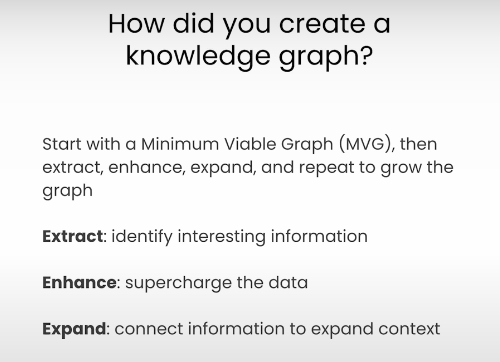 How did you create a
knowledge graph?
Start with a Minimum Viable Graph (MVG), then
extract, enhance, expand, and repeat to grow the
graph
Extract: identify interesting information
Enhance: supercharge the data
Expand: connect information to expand context